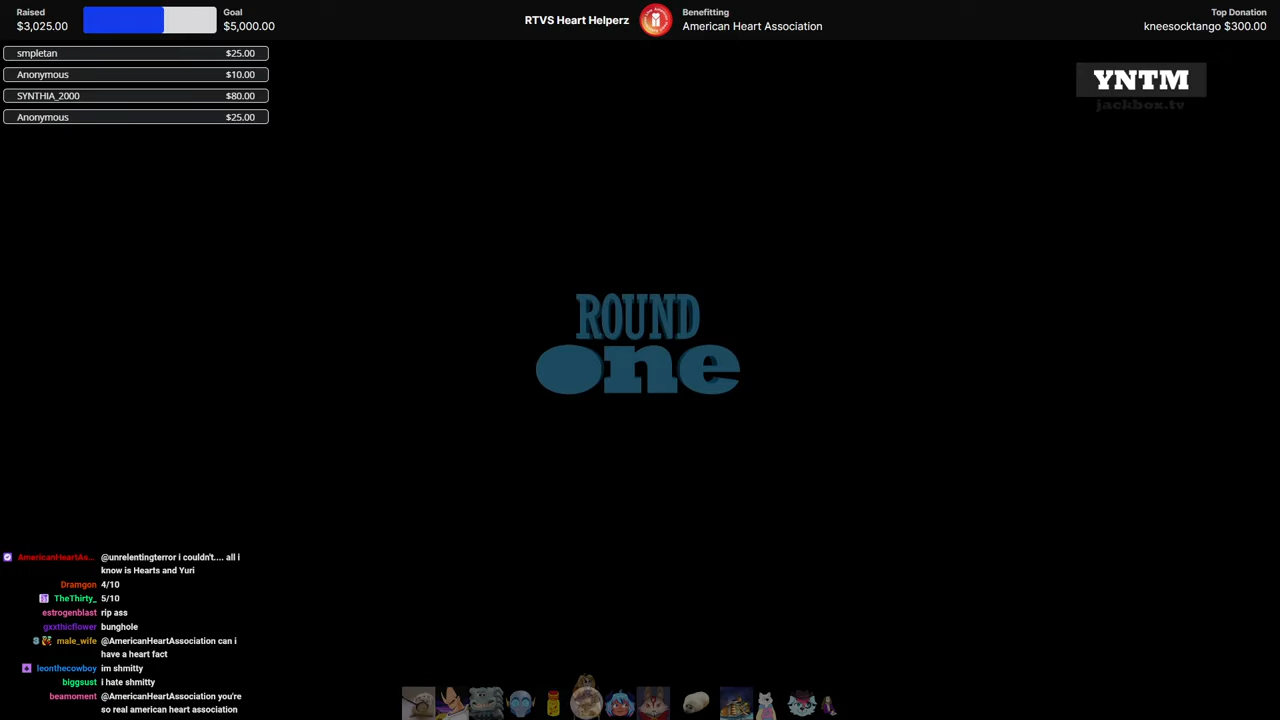 Raised
$3,025.00
Goal
$5,000.00
RTVS Heart Helperz
Benefitting
American Heart Association
Top Donation
kneesocktango $300.00
smpletan $25.00
Anonymous $10.00
SYNTHIA_2000 $80.00
Anonymous $25.00
YNTM
jackbox.tv
ROUND
one
AmericanHeartAs... @unrelentingterror i couldn't.... all i
know is Hearts and Yuri
Dramgon 4/10
TheThirty_ 5/10
estrogenblast rip ass
gxxthicflower bunghole
male_wife @AmericanHeartAssociation can i
have a heart fact
leonthecowboy im shmitty
biggsust i hate shmitty
beamoment @AmericanHeartAssociation you're
so real american heart association